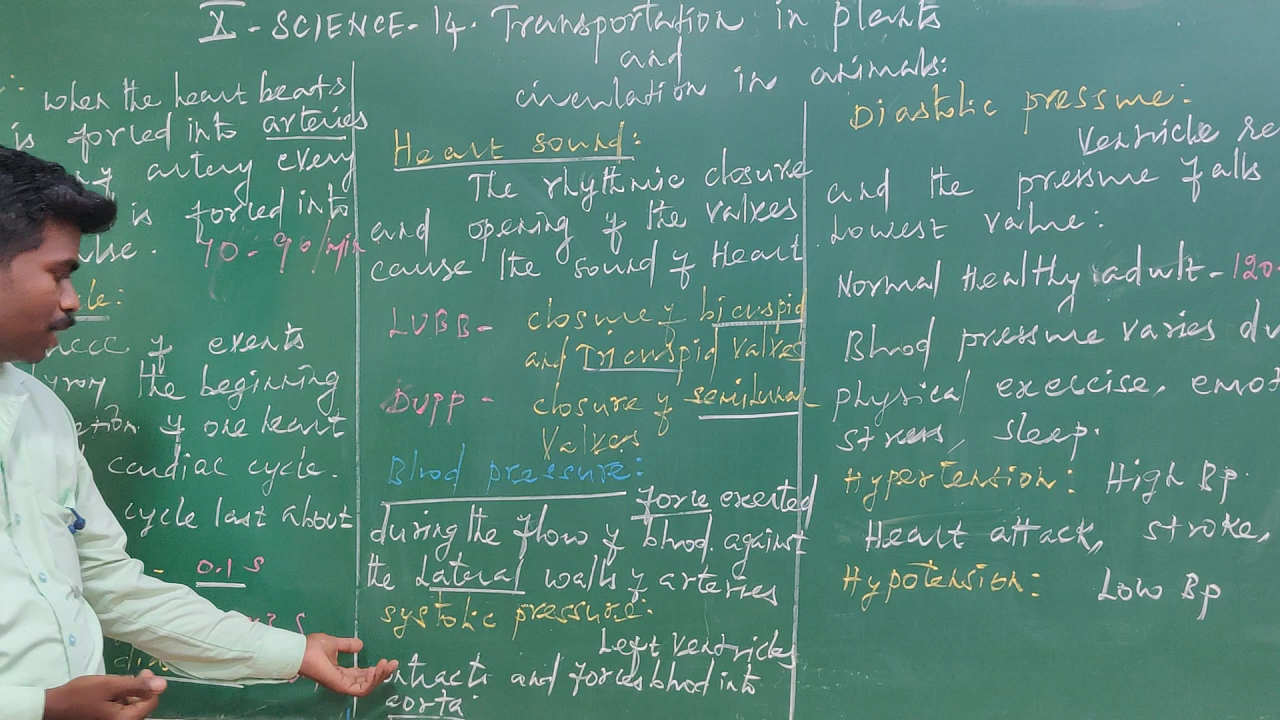 X - SCIENCE - 14. Transportation in plants
and
circulation in animals:
when the heart beats
is forled into arteries
artery every
is forled into
70-90/min
le:
of events
the beginning
of one heart
cardiac cycle.
cycle last about
- 0.1 s
Heart sound:
The rhythmic closure
and opening of the valves
cause the sound of Heart
LUBB - closure of bicuspid
and Tricuspid valves
DUPP - closure of semilunar
valves
Blood pressure:
force exerted
during the flow of blood against
the Lateral walls of arteries
systolic pressure:
Left ventricle
ntracts and forces blood into
aorta
Diastolic pressure:
Ventricle re
and the pressure falls
Lowest value:
Normal Healthy adult - 120
Blood pressure varies du
physical exercise, emot
stress, sleep.
Hypertension: High Bp.
Heart attack, stroke,
Hypotension: Low Bp